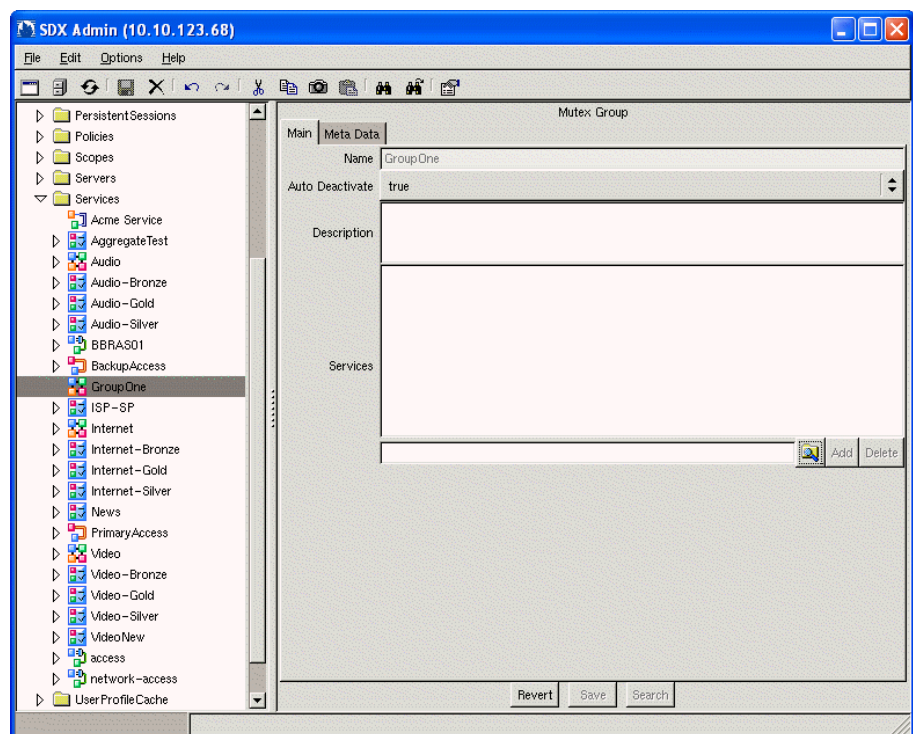 SDX Admin (10.10.123.68)
File Edit Options Help
PersistentSessions
Policies
Scopes
Servers
Services
Acme Service
AggregateTest
Audio
Audio-Bronze
Audio-Gold
Audio-Silver
BBRAS01
BackupAccess
GroupOne
ISP-SP
Internet
Internet-Bronze
Internet-Gold
Internet-Silver
News
PrimaryAccess
Video
Video-Bronze
Video-Gold
Video-Silver
VideoNew
access
network-access
UserProfileCache
Mutex Group
Main Meta Data
Name GroupOne
Auto Deactivate true
Description
Services
Add Delete
Revert Save Search